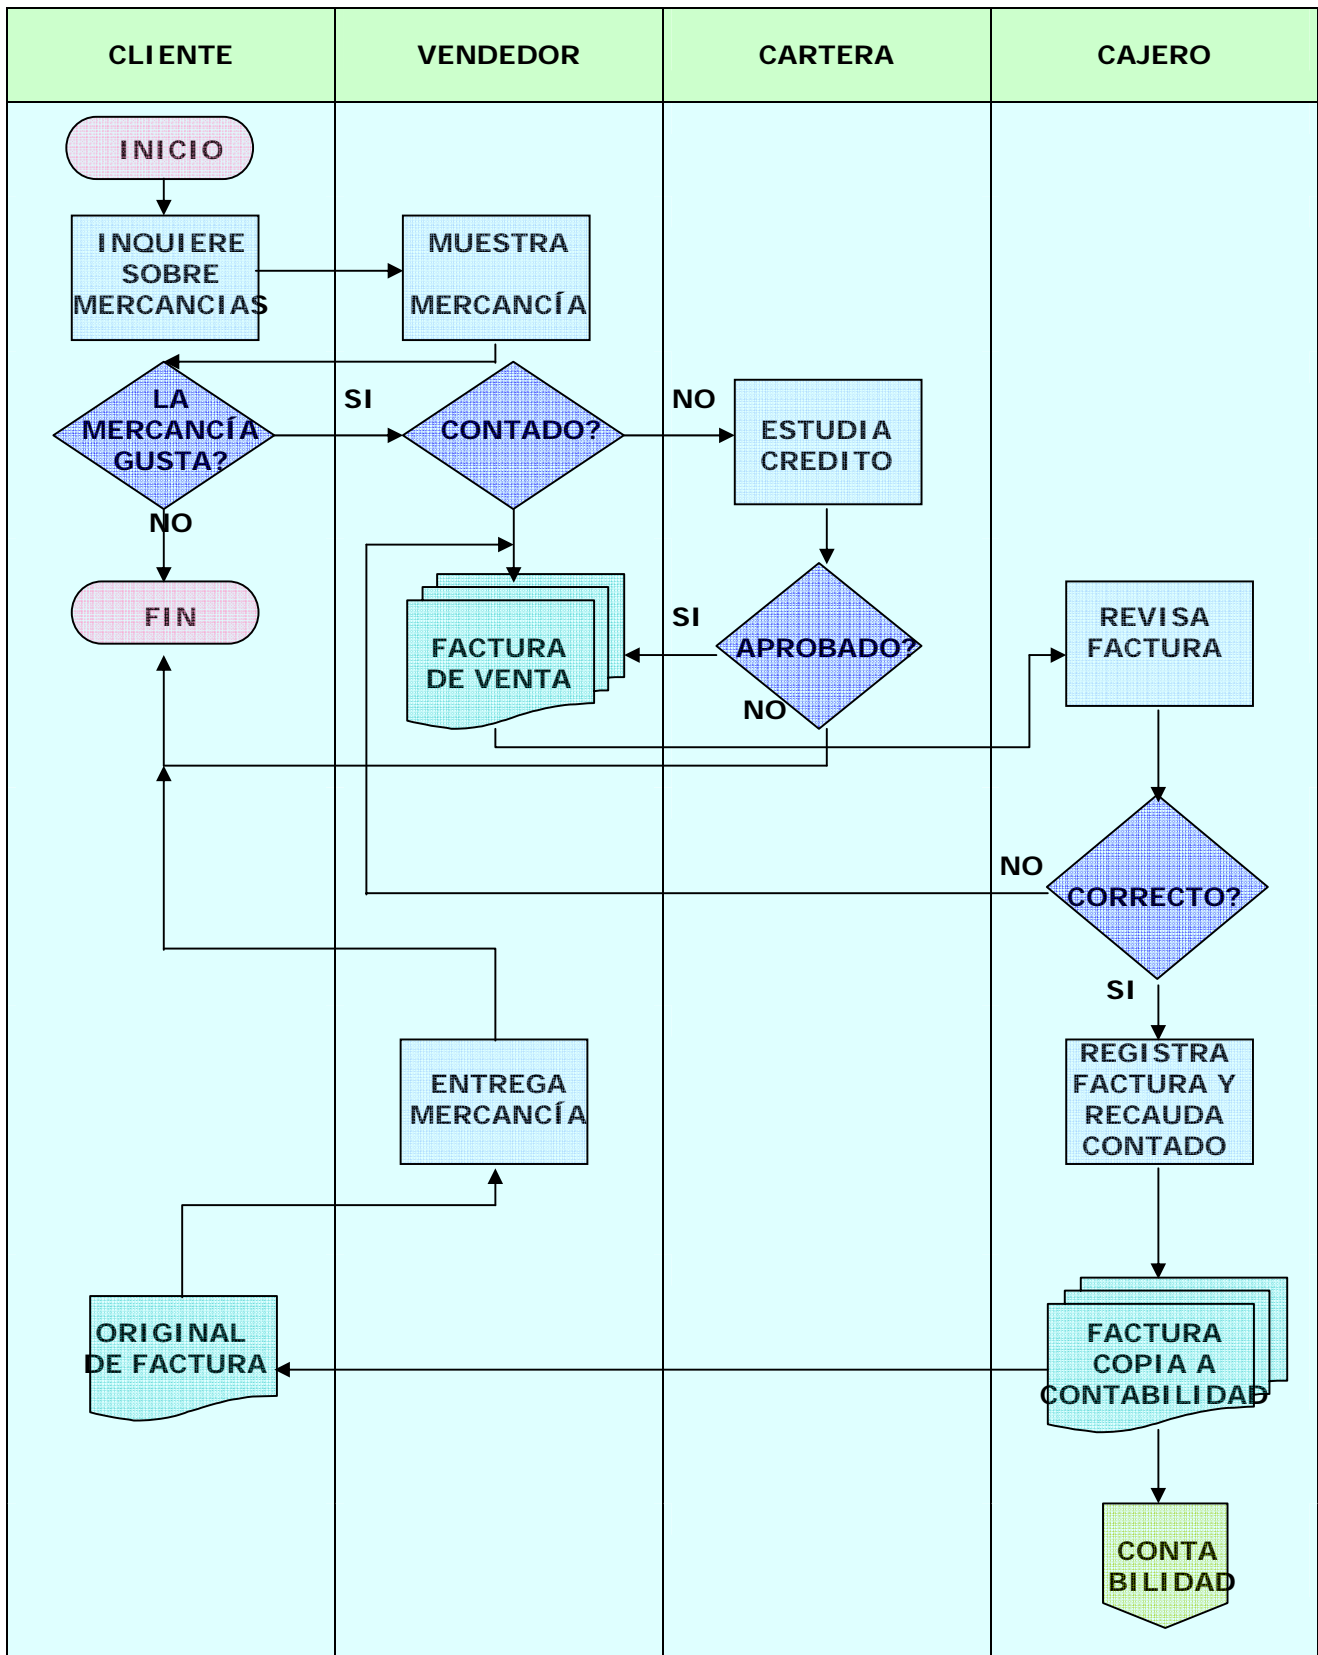 CLIENTE
VENDEDOR
CARTERA
CAJERO
INICIO
INQUIERE
SOBRE
MERCANCIAS
MUESTRA
MERCANCÍA
LA
MERCANCÍA
GUSTA?
SI
CONTADO?
NO
ESTUDIA
CREDITO
NO
FIN
FACTURA
DE VENTA
SI
APROBADO?
NO
REVISA
FACTURA
NO
CORRECTO?
SI
REGISTRA
FACTURA Y
RECAUDA
CONTADO
ENTREGA
MERCANCÍA
ORIGINAL
DE FACTURA
FACTURA
COPIA A
CONTABILIDAD
CONTA
BILIDAD